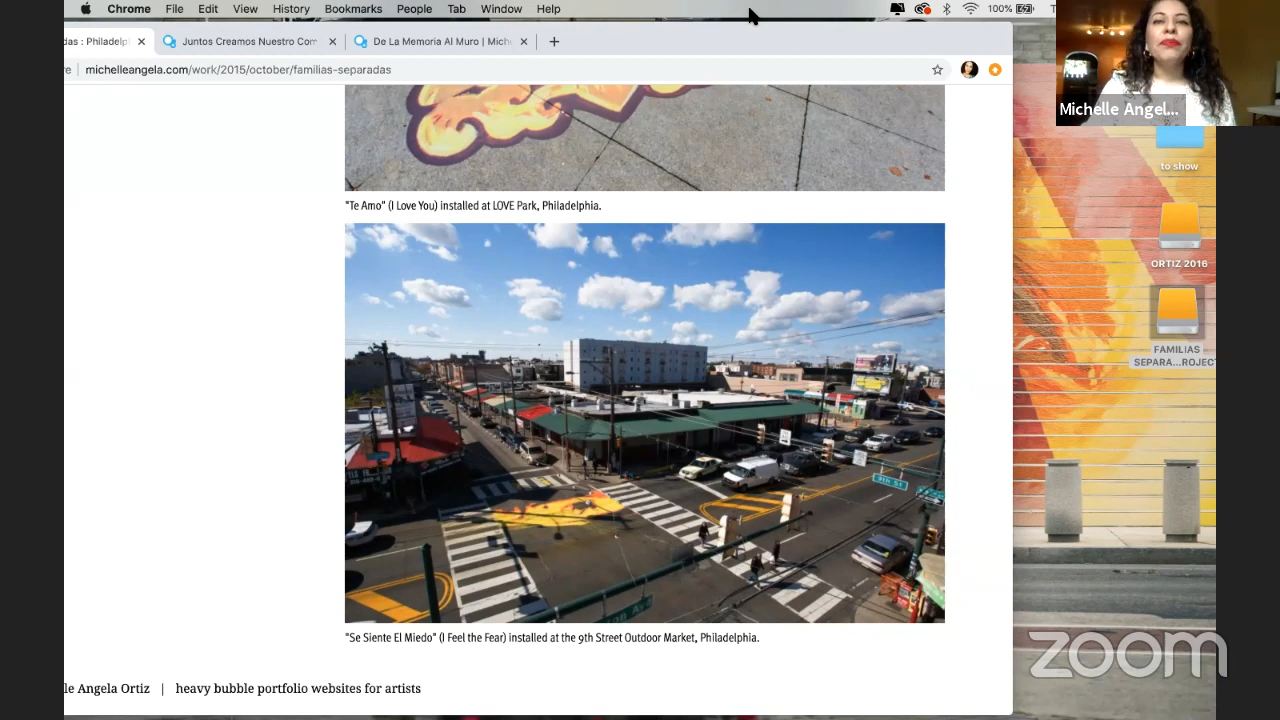 Chrome File Edit View History Bookmarks People Tab Window Help 100%
das : Philadelp
Juntos Creamos Nuestro Con
De La Memoria Al Muro | Mich
michelleangela.com/work/2015/october/familias-separadas
Michelle Angel...
to show
"Te Amo" (I Love You) installed at LOVE Park, Philadelphia.
ORTIZ 2016
FAMILIAS
SEPARA...ROJECT
9th St
"Se Siente El Miedo" (I Feel the Fear) installed at the 9th Street Outdoor Market, Philadelphia.
zoom
le Angela Ortiz | heavy bubble portfolio websites for artists